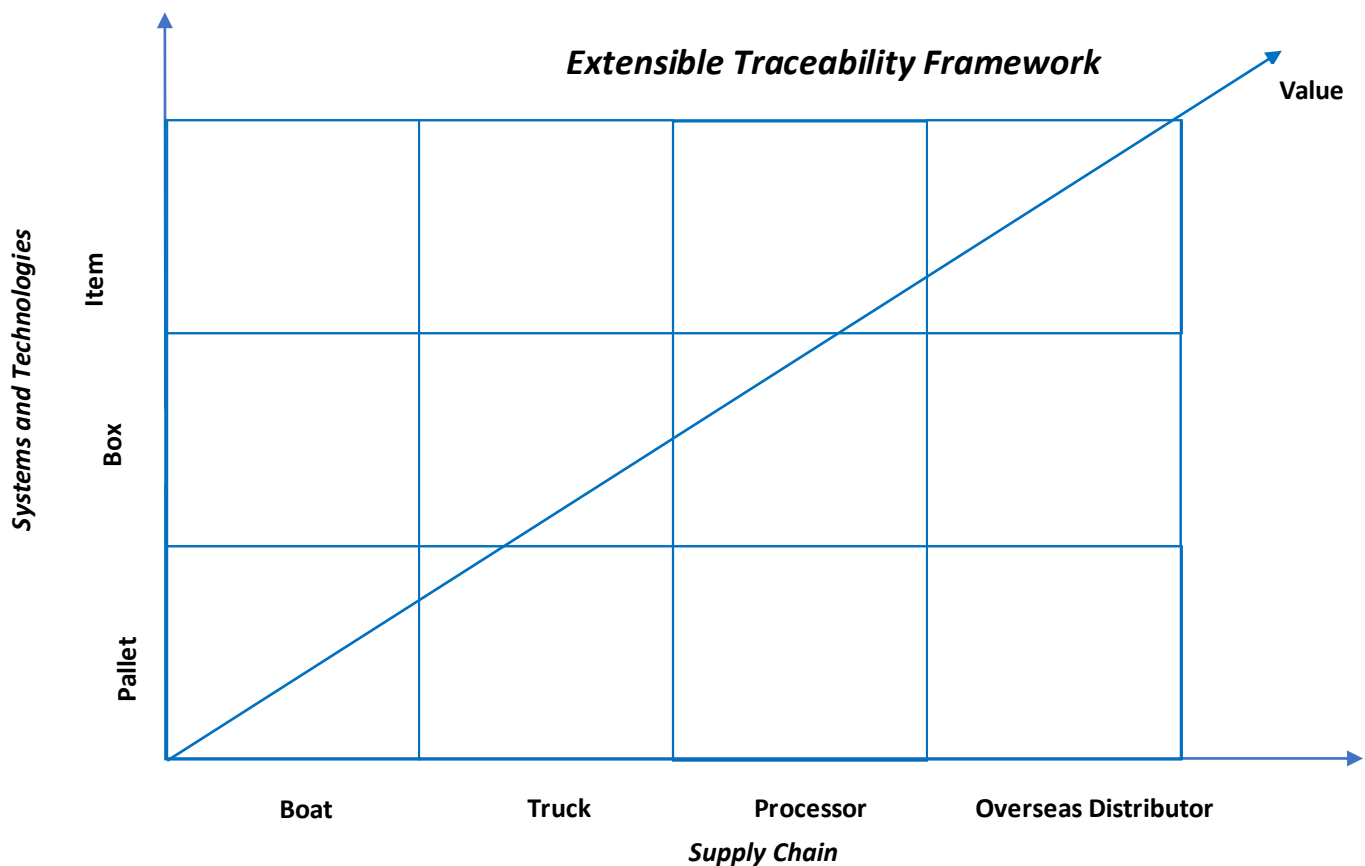 Extensible Traceability Framework
Value
Systems and Technologies
Item
Box
Pallet
Boat
Truck
Processor
Overseas Distributor
Supply Chain